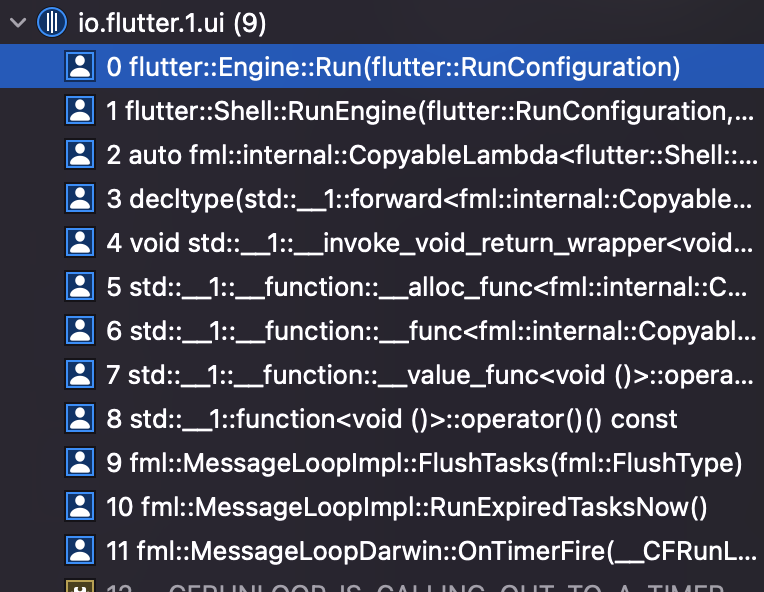 io.flutter.1.ui (9)
0 flutter::Engine::Run(flutter::RunConfiguration)
1 flutter::Shell::RunEngine(flutter::RunConfiguration,...
2 auto fml::internal::CopyableLambda<flutter::Shell::...
3 decltype(std::__1::forward<fml::internal::Copyable...
4 void std::__1::__invoke_void_return_wrapper<void...
5 std::__1::__function::__alloc_func<fml::internal::C...
6 std::__1::__function::__func<fml::internal::Copyabl...
7 std::__1::__function::__value_func<void ()>::opera...
8 std::__1::function<void ()>::operator()() const
9 fml::MessageLoopImpl::FlushTasks(fml::FlushType)
10 fml::MessageLoopImpl::RunExpiredTasksNow()
11 fml::MessageLoopDarwin::OnTimerFire(__CFRunL...
12 __CFRUNLOOP_IS_CALLING_OUT_TO_A_TIMER